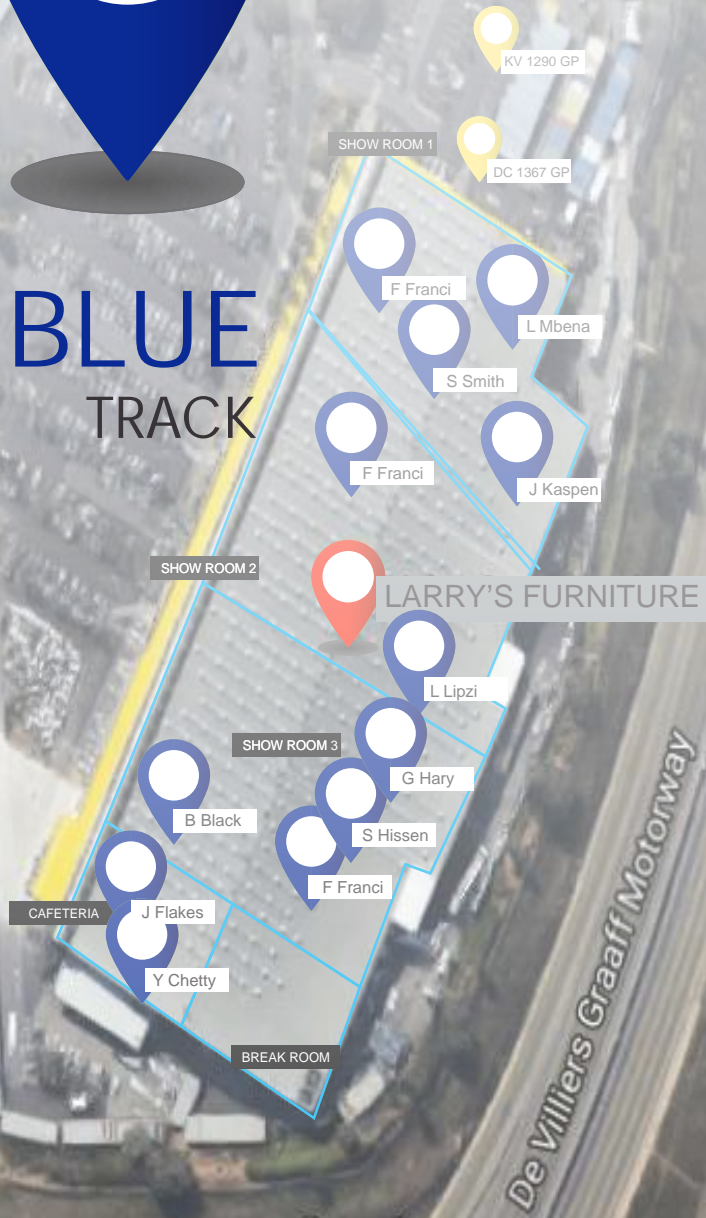 KV 1290 GP
SHOW ROOM 1
DC 1367 GP
F Franci
L Mbena
BLUE
TRACK
S Smith
F Franci
J Kaspen
SHOW ROOM 2
LARRY'S FURNITURE
L Lipzi
SHOW ROOM 3
G Hary
B Black
S Hissen
F Franci
CAFETERIA
J Flakes
Y Chetty
BREAK ROOM
De Villiers Graaff Motorway